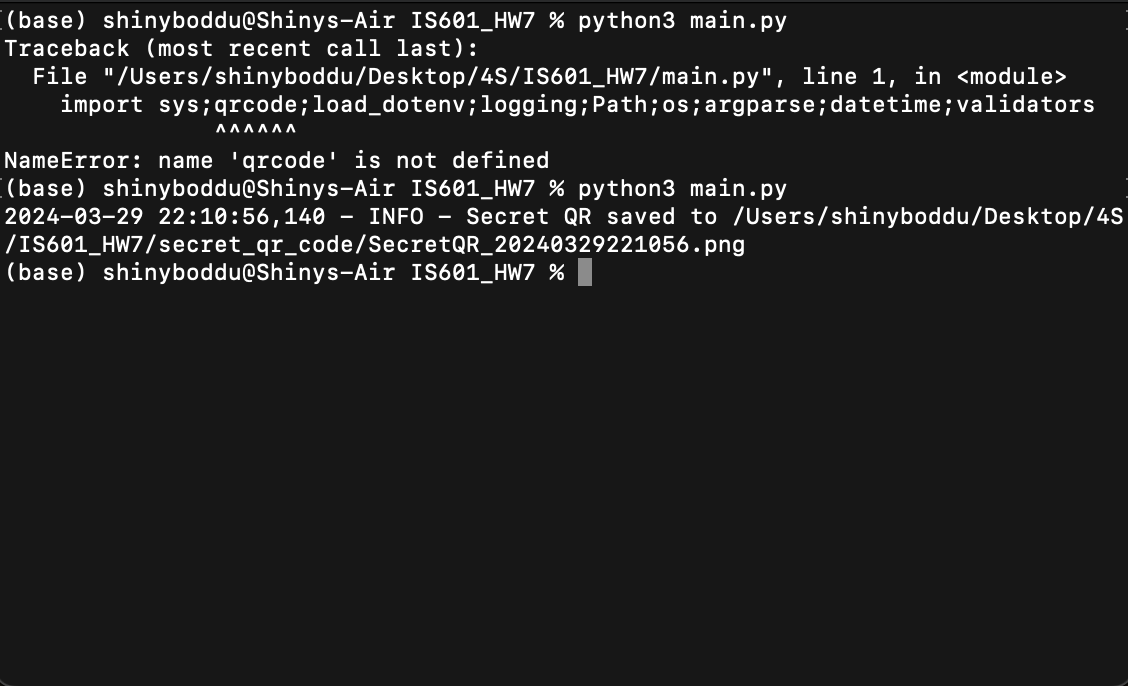 (base) shinyboddu@Shinys-Air IS601_HW7 % python3 main.py
Traceback (most recent call last):
  File "/Users/shinyboddu/Desktop/4S/IS601_HW7/main.py", line 1, in <module>
    import sys;qrcode;load_dotenv;logging;Path;os;argparse;datetime;validators
               ^^^^^^
NameError: name 'qrcode' is not defined
(base) shinyboddu@Shinys-Air IS601_HW7 % python3 main.py
2024-03-29 22:10:56,140 - INFO - Secret QR saved to /Users/shinyboddu/Desktop/4S
/IS601_HW7/secret_qr_code/SecretQR_20240329221056.png
(base) shinyboddu@Shinys-Air IS601_HW7 %